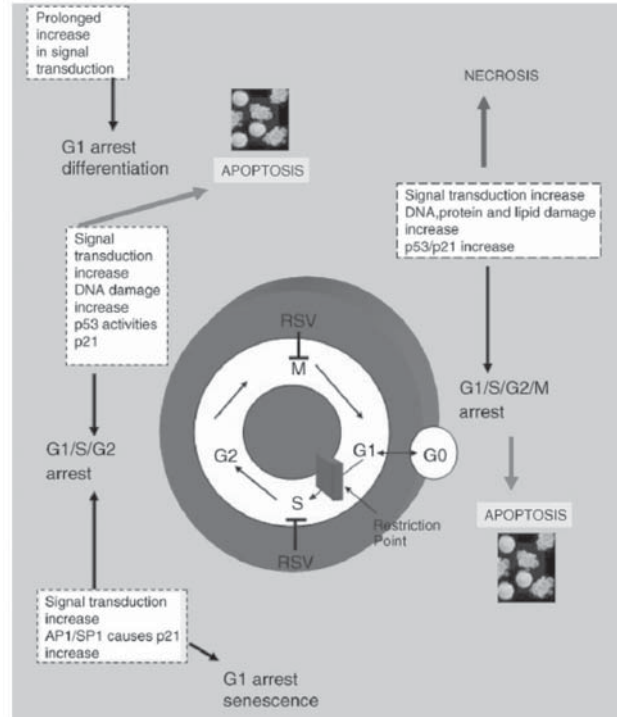 Prolonged
increase
in signal
transduction
G1 arrest
differentiation
APOPTOSIS
NECROSIS
Signal transduction increase
DNA,protein and lipid damage
increase
p53/p21 increase
Signal
transduction
increase
DNA damage
increase
p53 activities
p21
RSV
M
G1/S/G2/M
arrest
G1/S/G2
arrest
G2
G1
G0
S
Restriction
Point
RSV
APOPTOSIS
Signal transduction
increase
AP1/SP1 causes p21
increase
G1 arrest
senescence